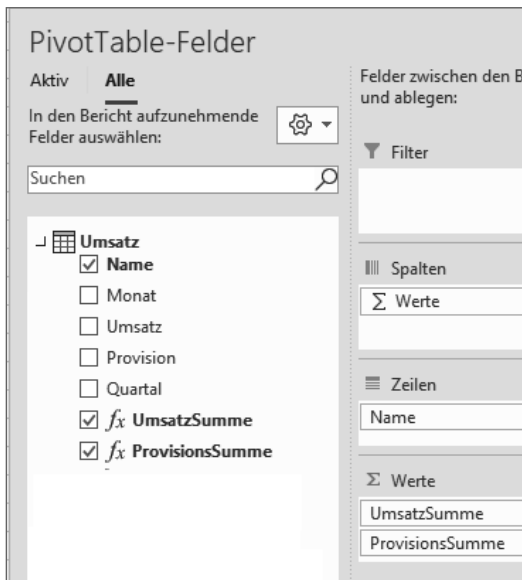 PivotTable-Felder
Aktiv Alle
In den Bericht aufzunehmende
Felder auswählen:
Suchen
Umsatz
Name
Monat
Umsatz
Provision
Quartal
fx UmsatzSumme
fx ProvisionsSumme
Felder zwischen den B
und ablegen:
Filter
Spalten
Σ Werte
Zeilen
Name
Σ Werte
UmsatzSumme
ProvisionsSumme